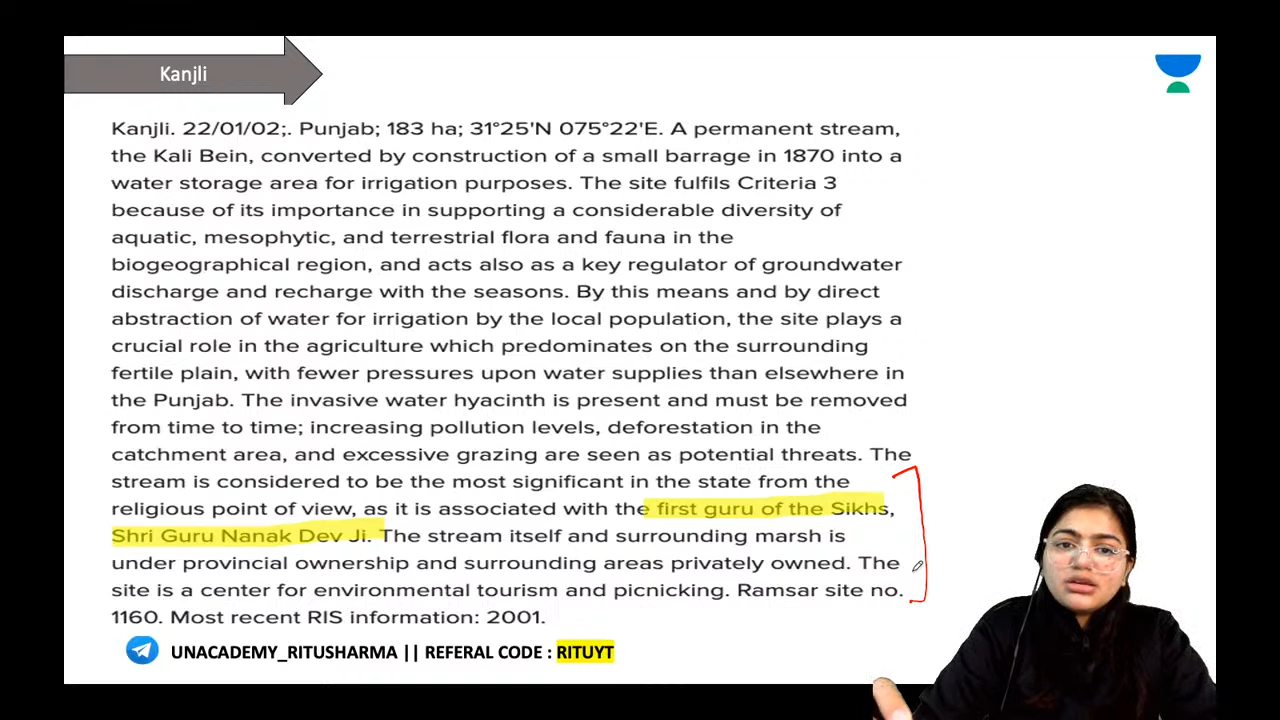 Kanjli
Kanjli. 22/01/02;. Punjab; 183 ha; 31°25'N 075°22'E. A permanent stream,
the Kali Bein, converted by construction of a small barrage in 1870 into a
water storage area for irrigation purposes. The site fulfils Criteria 3
because of its importance in supporting a considerable diversity of
aquatic, mesophytic, and terrestrial flora and fauna in the
biogeographical region, and acts also as a key regulator of groundwater
discharge and recharge with the seasons. By this means and by direct
abstraction of water for irrigation by the local population, the site plays a
crucial role in the agriculture which predominates on the surrounding
fertile plain, with fewer pressures upon water supplies than elsewhere in
the Punjab. The invasive water hyacinth is present and must be removed
from time to time; increasing pollution levels, deforestation in the
catchment area, and excessive grazing are seen as potential threats. The
stream is considered to be the most significant in the state from the
religious point of view, as it is associated with the first guru of the Sikhs,
Shri Guru Nanak Dev Ji. The stream itself and surrounding marsh is
under provincial ownership and surrounding areas privately owned. The
site is a center for environmental tourism and picnicking. Ramsar site no.
1160. Most recent RIS information: 2001.
UNACADEMY_RITUSHARMA || REFERAL CODE : RITUYT